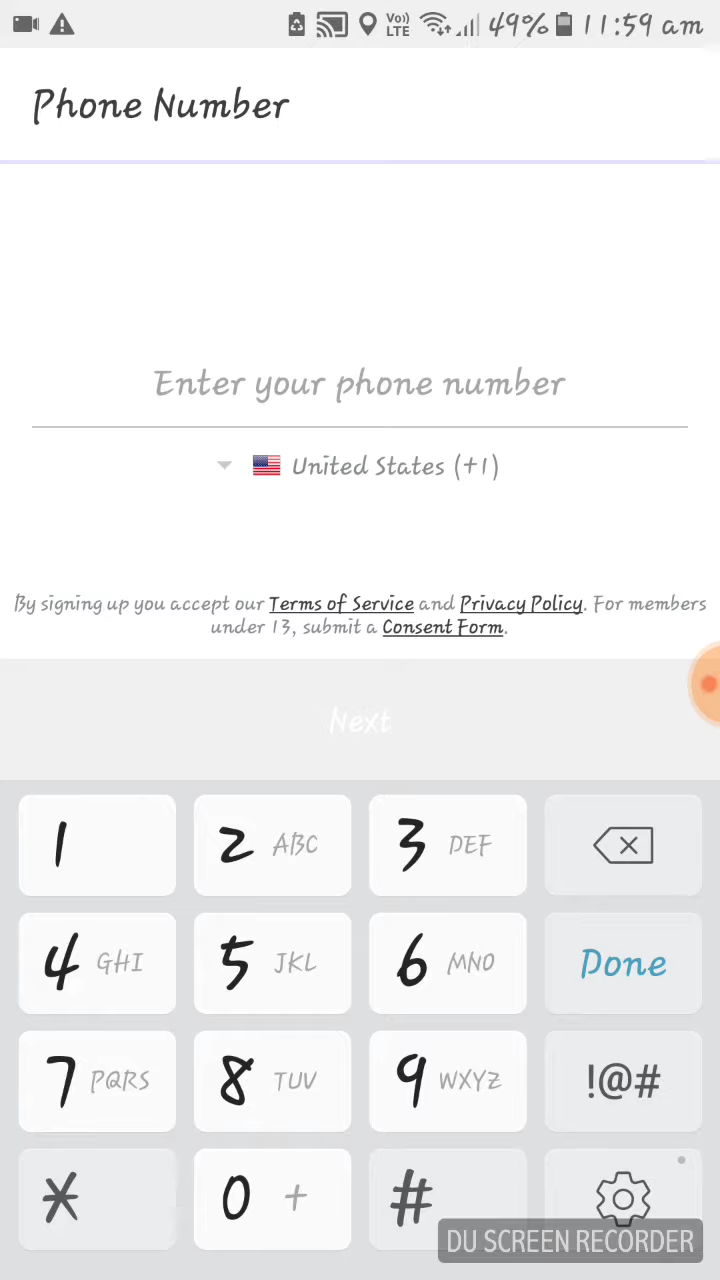 Vo)) LTE 49% 11:59 am
Phone Number
Enter your phone number
United States (+1)
By signing up you accept our Terms of Service and Privacy Policy. For members
under 13, submit a Consent Form.
Next
1 2 ABC 3 DEF
4 GHI 5 JKL 6 MNO Done
7 PQRS 8 TUV 9 WXYZ !@#
* 0 + #
DU SCREEN RECORDER